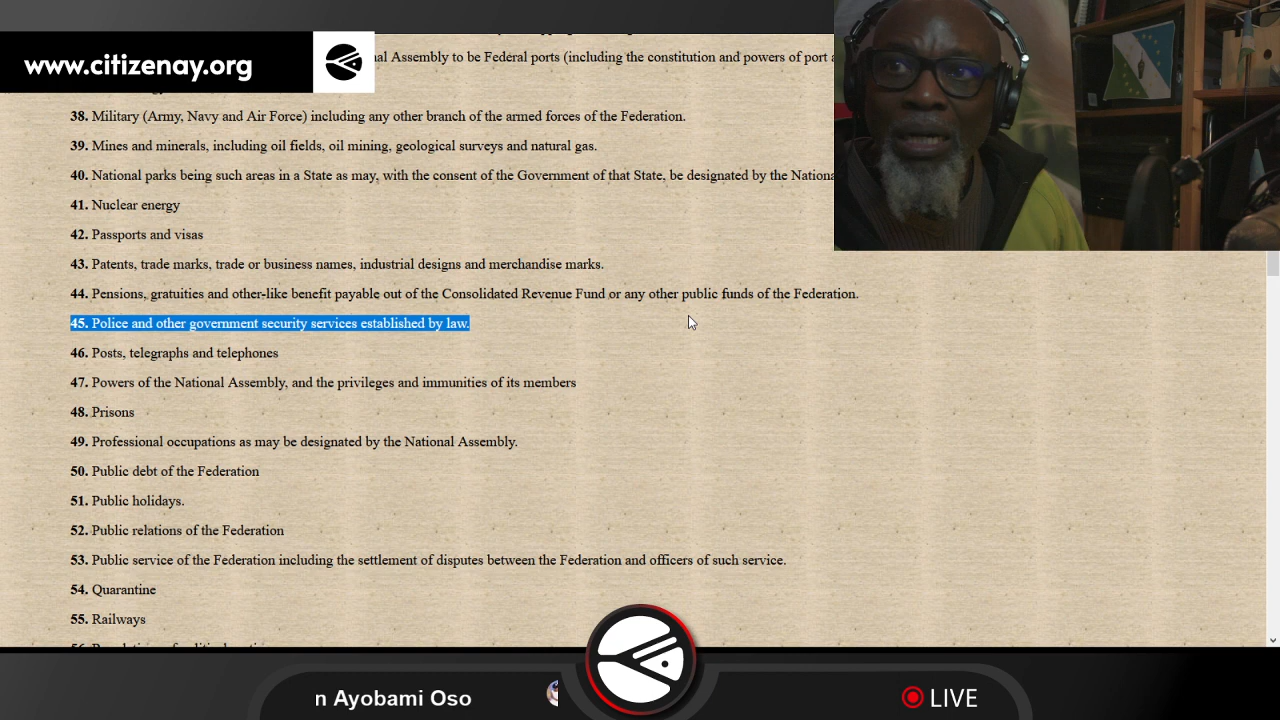 www.citizenay.org
al Assembly to be Federal ports (including the constitution and powers of port a
38. Military (Army, Navy and Air Force) including any other branch of the armed forces of the Federation.
39. Mines and minerals, including oil fields, oil mining, geological surveys and natural gas.
40. National parks being such areas in a State as may, with the consent of the Government of that State, be designated by the Nationa
41. Nuclear energy
42. Passports and visas
43. Patents, trade marks, trade or business names, industrial designs and merchandise marks.
44. Pensions, gratuities and other-like benefit payable out of the Consolidated Revenue Fund or any other public funds of the Federation.
45. Police and other government security services established by law.
46. Posts, telegraphs and telephones
47. Powers of the National Assembly, and the privileges and immunities of its members
48. Prisons
49. Professional occupations as may be designated by the National Assembly.
50. Public debt of the Federation
51. Public holidays.
52. Public relations of the Federation
53. Public service of the Federation including the settlement of disputes between the Federation and officers of such service.
54. Quarantine
55. Railways
n Ayobami Oso
LIVE